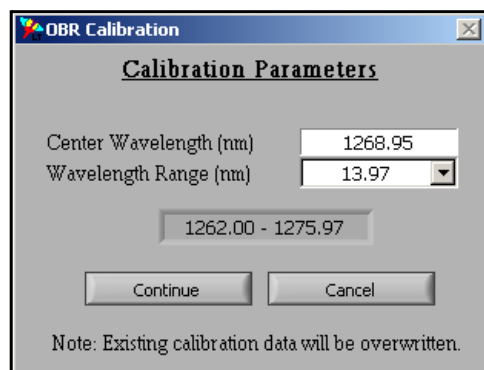 OBR Calibration
Calibration Parameters
Center Wavelength (nm) 1268.95
Wavelength Range (nm) 13.97
1262.00 - 1275.97
Continue Cancel
Note: Existing calibration data will be overwritten.